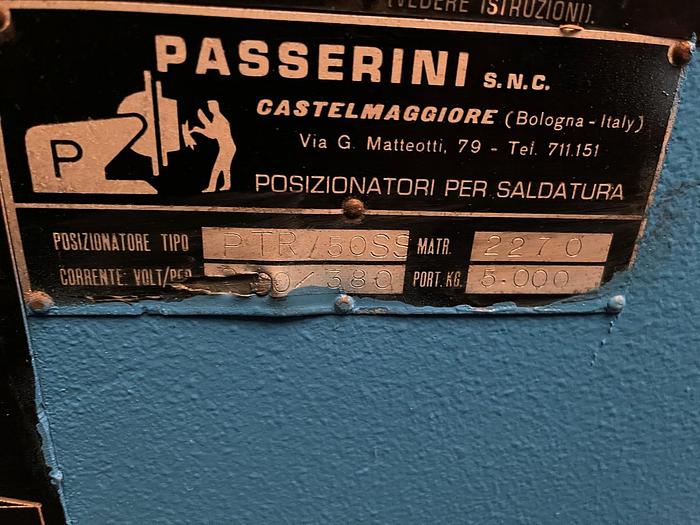 (VEDERE ISTRUZIONI).
PASSERINI S.N.C.
CASTELMAGGIORE (Bologna - Italy)
Via G. Matteotti, 79 - Tel. 711.151
P
POSIZIONATORI PER SALDATURA
POSIZIONATORE TIPO PTR/50SS MATR. 2270
CORRENTE: VOLT/PER /380 PORT. KG. 5.000